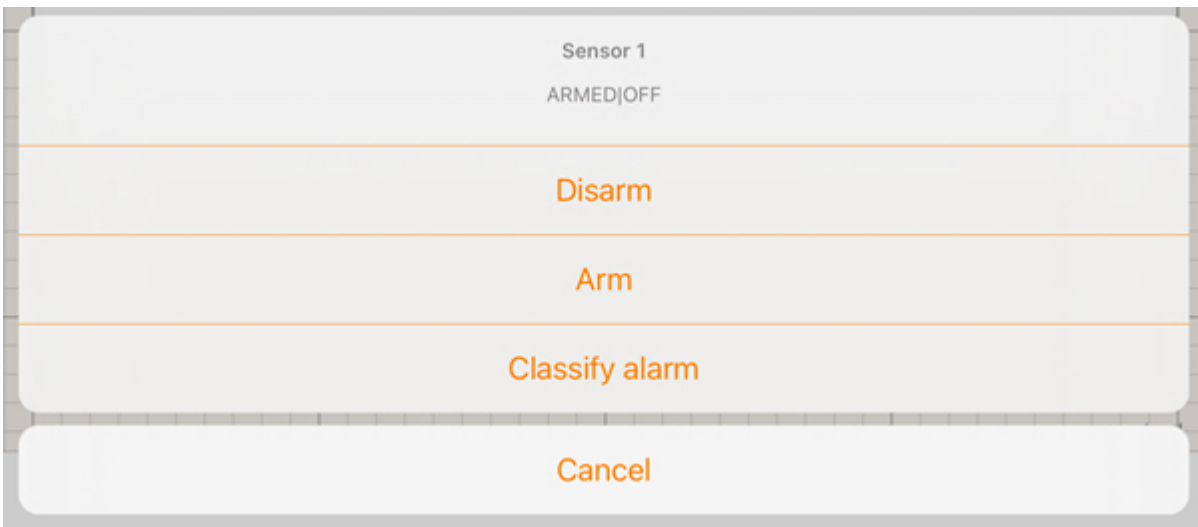 Sensor 1
ARMED|OFF
Disarm
Arm
Classify alarm
Cancel